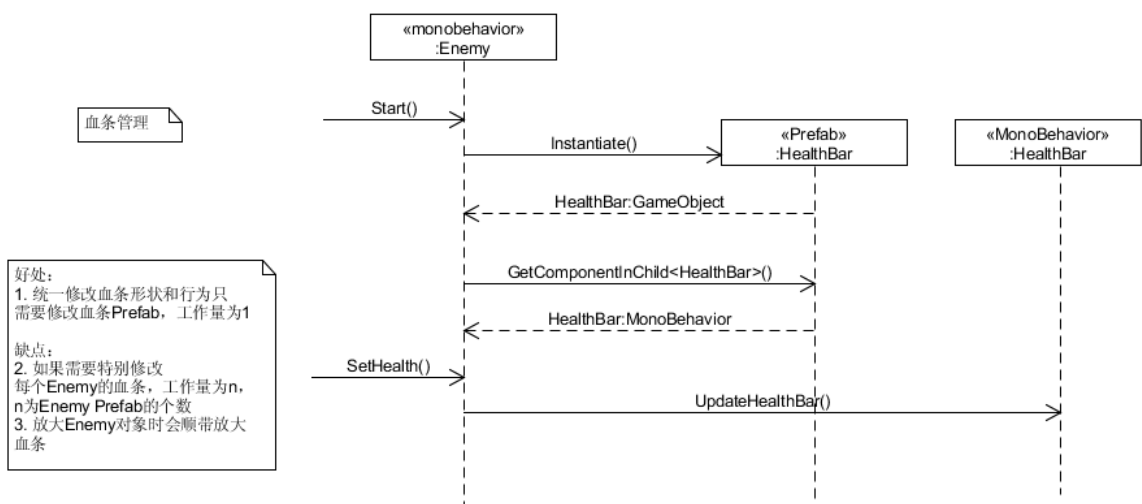 «monobehavior»
:Enemy
血条管理
Start()
«Prefab»
:HealthBar
«MonoBehavior»
:HealthBar
Instantiate()
HealthBar:GameObject
好处：
1. 统一修改血条形状和行为只
需要修改血条Prefab，工作量为1
缺点：
2. 如果需要特别修改
每个Enemy的血条，工作量为n，
n为Enemy Prefab的个数
3. 放大Enemy对象时会顺带放大
血条
GetComponentInChild<HealthBar>()
HealthBar:MonoBehavior
SetHealth()
UpdateHealthBar()